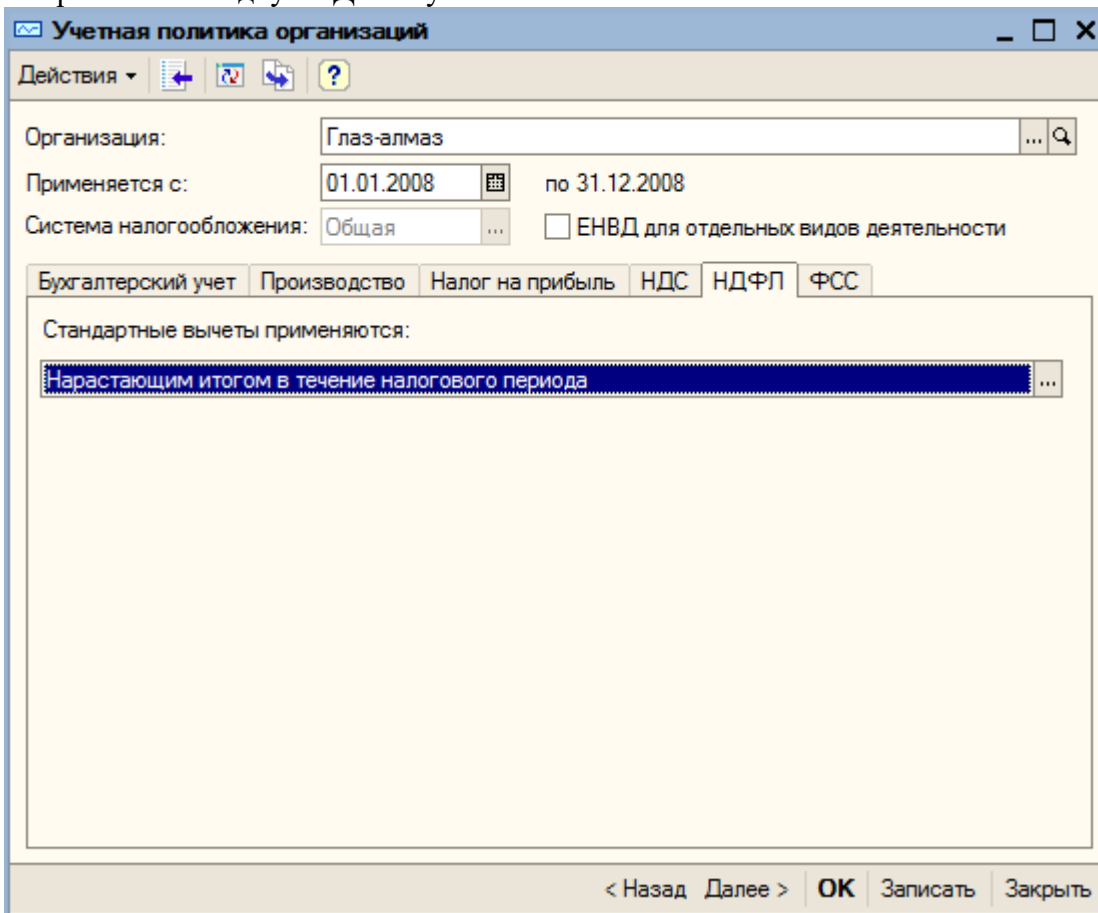 Учетная политика организаций
Действия
Организация: Глаз-алмаз ...
Применяется с: 01.01.2008 по 31.12.2008
Система налогообложения: Общая ... ЕНВД для отдельных видов деятельности
Бухгалтерский учет Производство Налог на прибыль НДС НДФЛ ФСС
Стандартные вычеты применяются:
Нарастающим итогом в течение налогового периода ...
< Назад Далее > OK Записать Закрыть